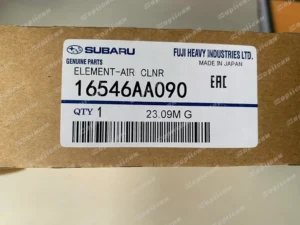 SUBARU FUJI HEAVY INDUSTRIES LTD.
GENUINE PARTS MADE IN JAPAN
ELEMENT-AIR CLNR
16546AA090 EAC
QTY 1 23.09M G